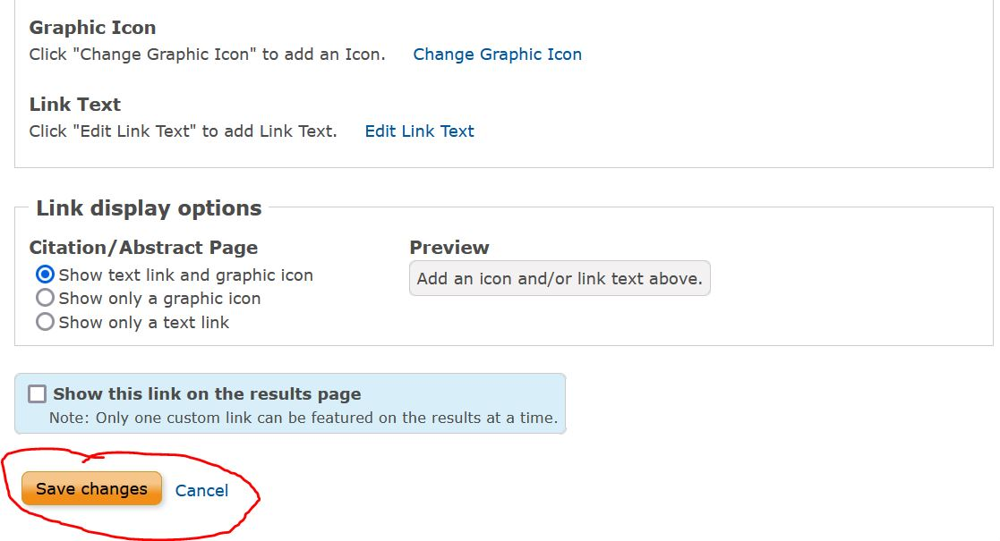 Graphic Icon
Click "Change Graphic Icon" to add an Icon. Change Graphic Icon
Link Text
Click "Edit Link Text" to add Link Text. Edit Link Text
Link display options
Citation/Abstract Page
Show text link and graphic icon
Show only a graphic icon
Show only a text link
Preview
Add an icon and/or link text above.
Show this link on the results page
Note: Only one custom link can be featured on the results at a time.
Save changes Cancel